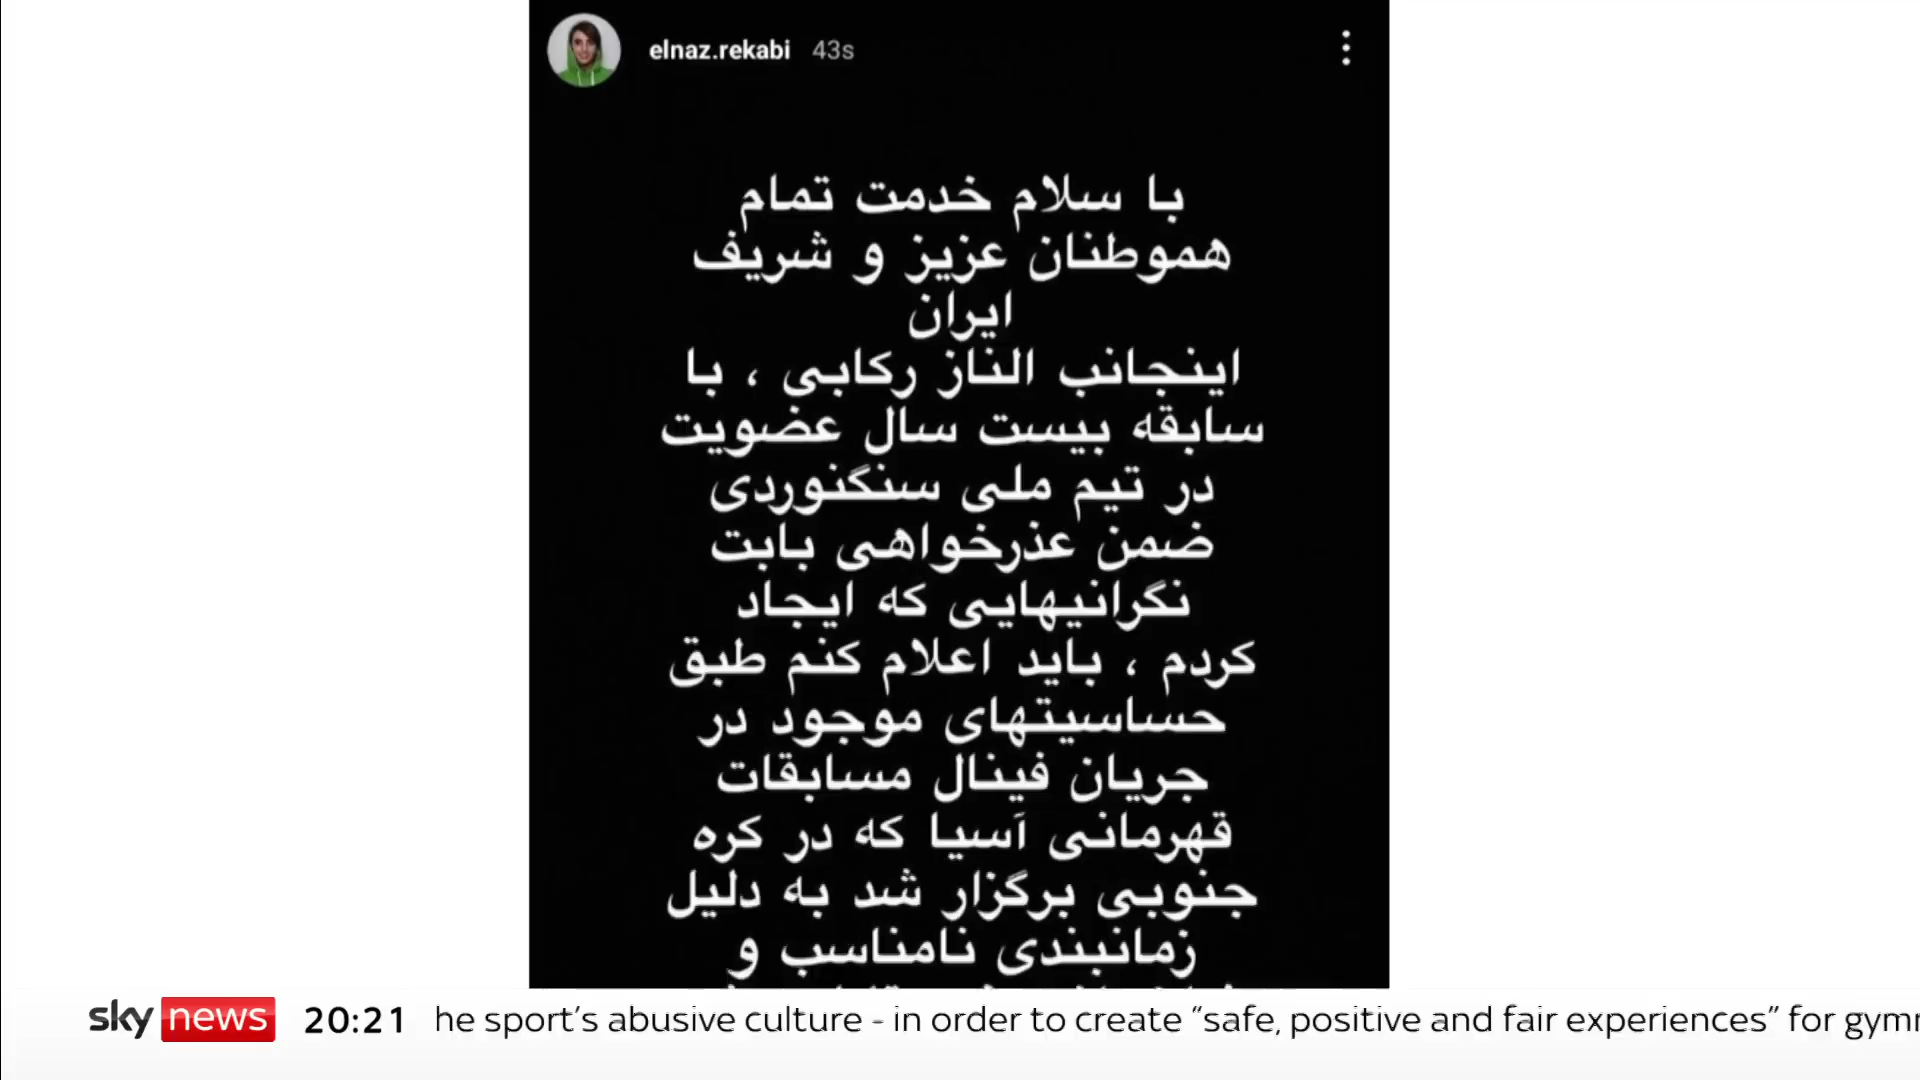 elnaz.rekabi 43s
با سلام خدمت تمام
هموطنان عزیز و شریف
ایران
اینجانب الناز رکابی ، با
سابقه بیست سال عضویت
در تیم ملی سنگنوردی
ضمن عذرخواهی بابت
نگرانیهایی که ایجاد
کردم ، باید اعلام کنم طبق
حساسیتهای موجود در
جریان فینال مسابقات
قهرمانی آسیا که در کره
جنوبی برگزار شد به دلیل
زمانبندی نامناسب و
sky news 20:21 he sport's abusive culture - in order to create “safe, positive and fair experiences” for gym